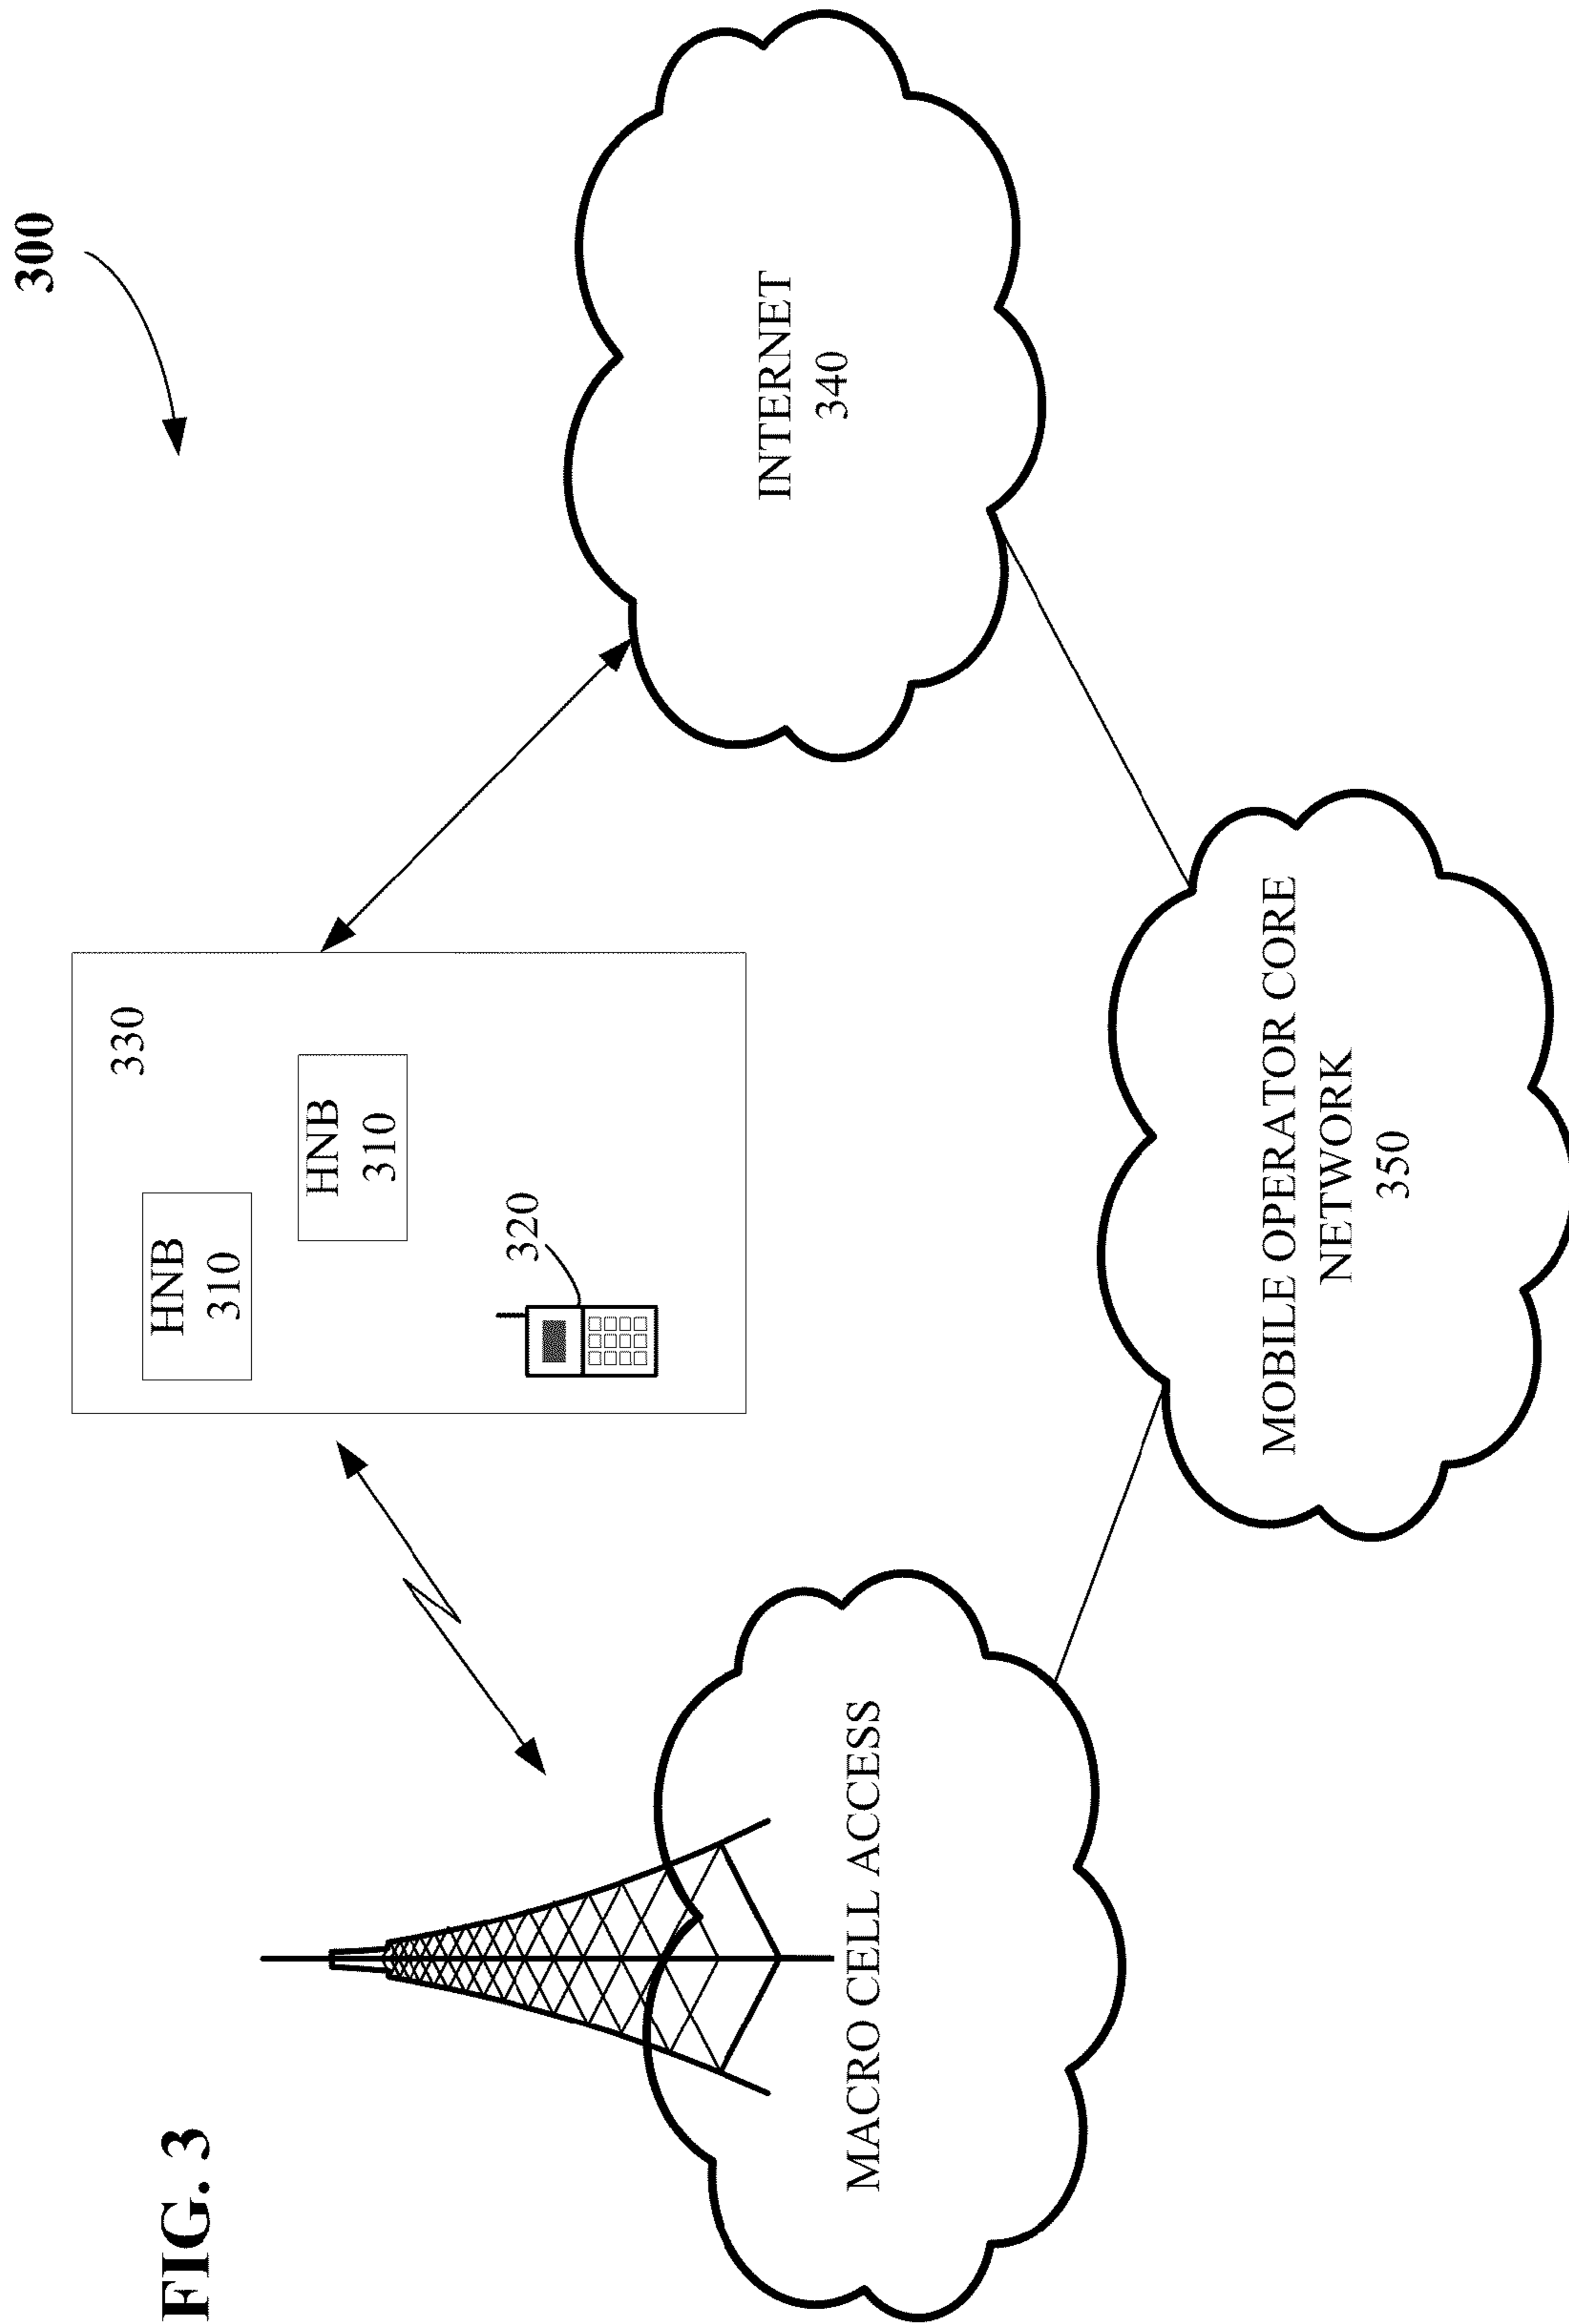 FIG. 3
300
330
HNB
310
HNB
310
320
MACRO CELL ACCESS
INTERNET
340
MOBILE OPERATOR CORE
NETWORK
350